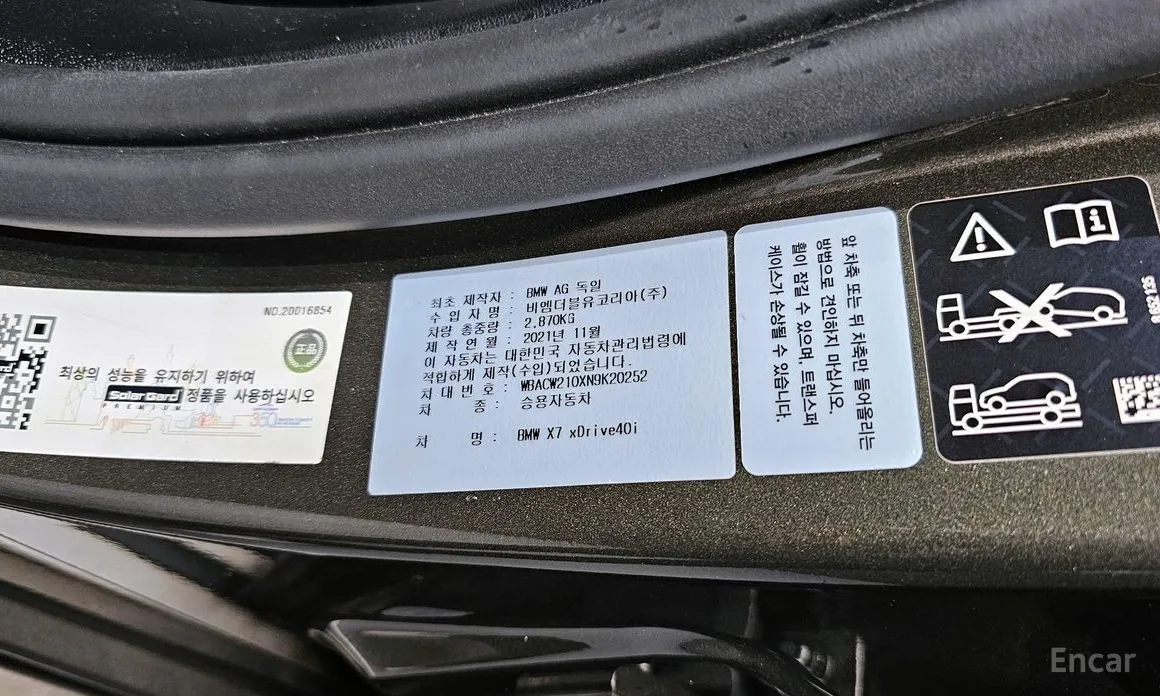 NO.20016854
正品
최상의 성능을 유지하기 위하여
SolarGard 정품을 사용하십시오
PREMIUM
350
최초 제작자 : BMW AG 독일
수 입 자 명 : 비엠더블유코리아(주)
차량 총중량 : 2,870KG
제 작 연 월 : 2021년 11월
이 자동차는 대한민국 자동차관리법령에
적합하게 제작(수입)되었습니다.
차 대 번 호 : WBACW210XN9K20252
차 종 : 승용자동차
차 명 : BMW X7 xDrive40i
앞 차축 또는 뒤 차축만 들어올리는
방법으로 견인하지 마십시오.
휠이 잠길 수 있으며 트랜스퍼
케이스가 손상될 수 있습니다.
Encar